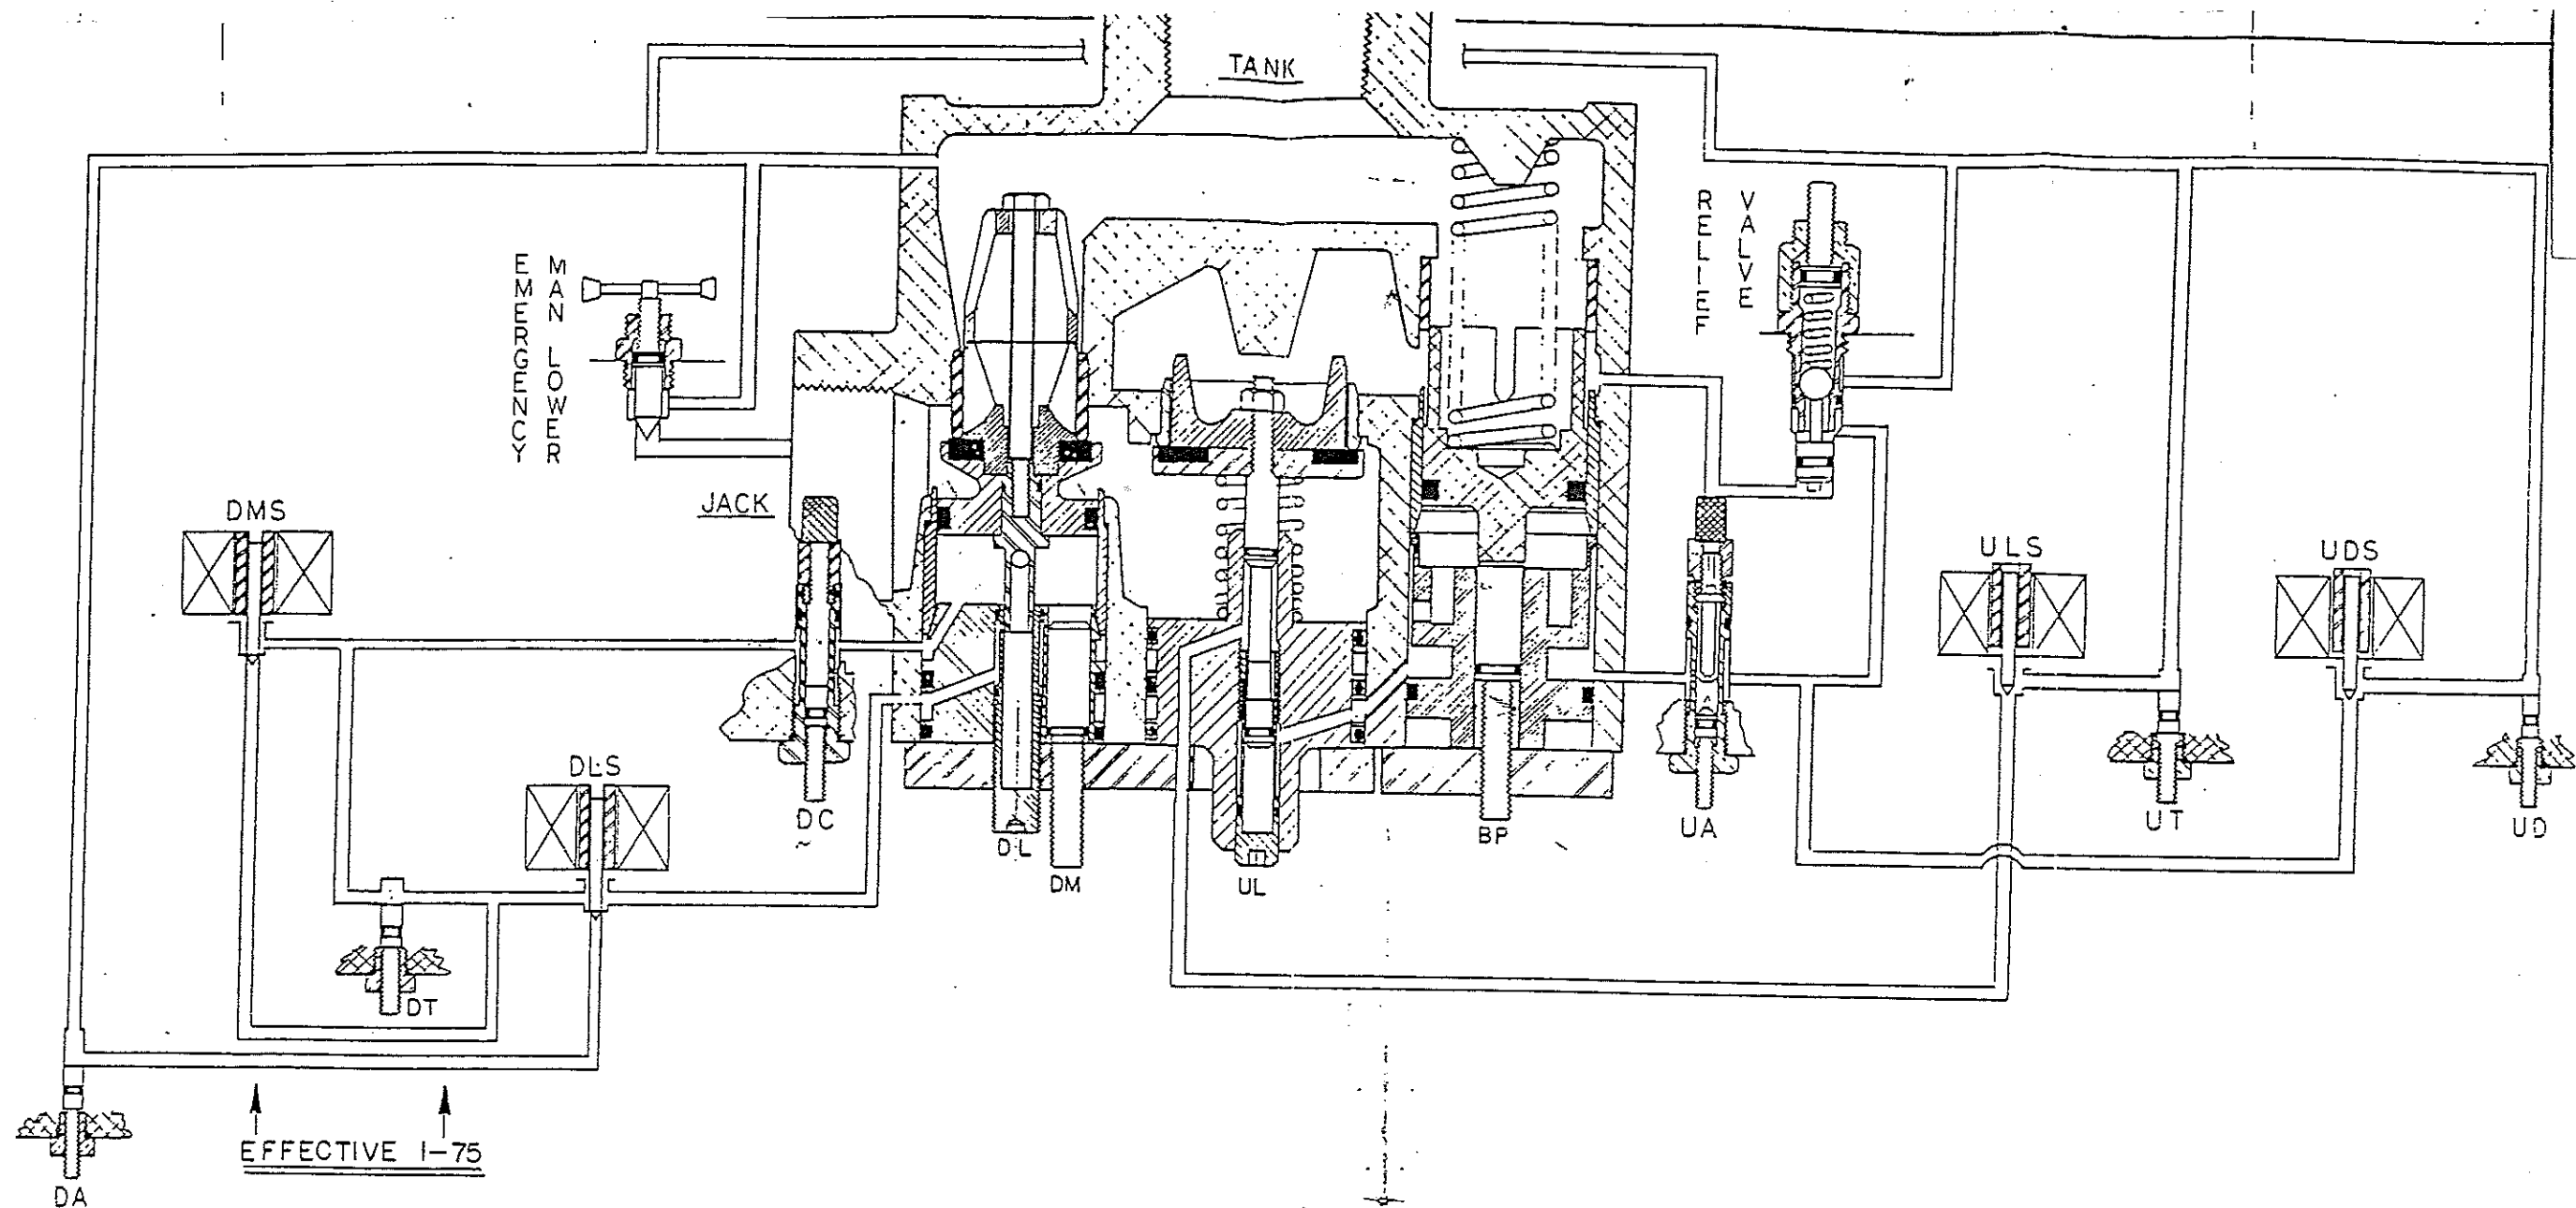 TANK
RELIEF
VALVE
EMERGENCY
MAN LOWER
JACK
DMS
ULS
UDS
DLS
DC
DL
DM
UL
BP
UA
UT
UD
DT
EFFECTIVE 1-75
DA